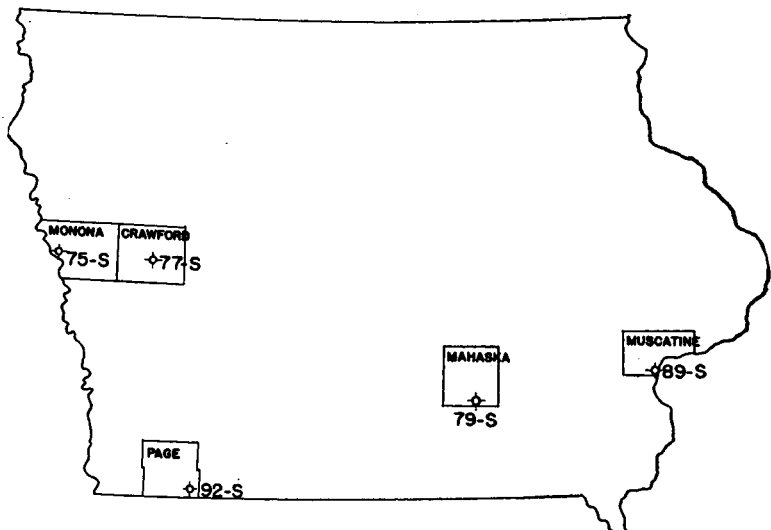 MONONA
CRAWFORD
75-S
77-S
MUSCATINE
MAHASKA
89-S
79-S
PAGE
92-S